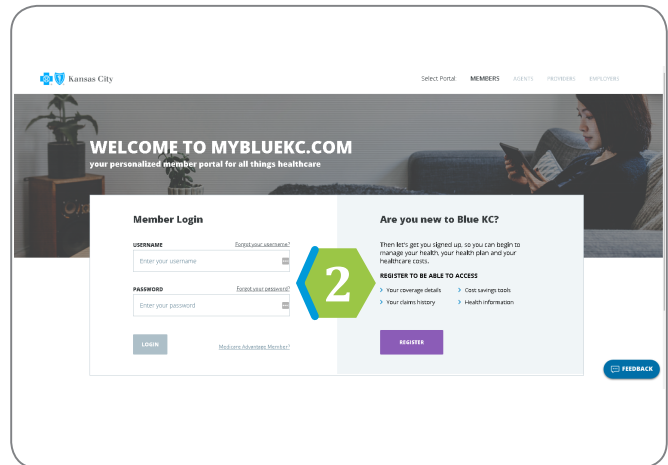 Kansas City
Select Portal MEMBERS AGENTS PROVIDERS EMPLOYERS
WELCOME TO MYBLUEKC.COM
your personalized member portal for all things healthcare
Member Login
USERNAME Forgot your username?
Enter your username
PASSWORD Forgot your password?
Enter your password
LOGIN Medicare Advantage Member?
2
Are you new to Blue KC?
Then let's get you signed up, so you can begin to
manage your health, your health plan and your
healthcare costs.
REGISTER TO BE ABLE TO ACCESS
Your coverage details Cost savings tools
Your claims history Health information
REGISTER
FEEDBACK